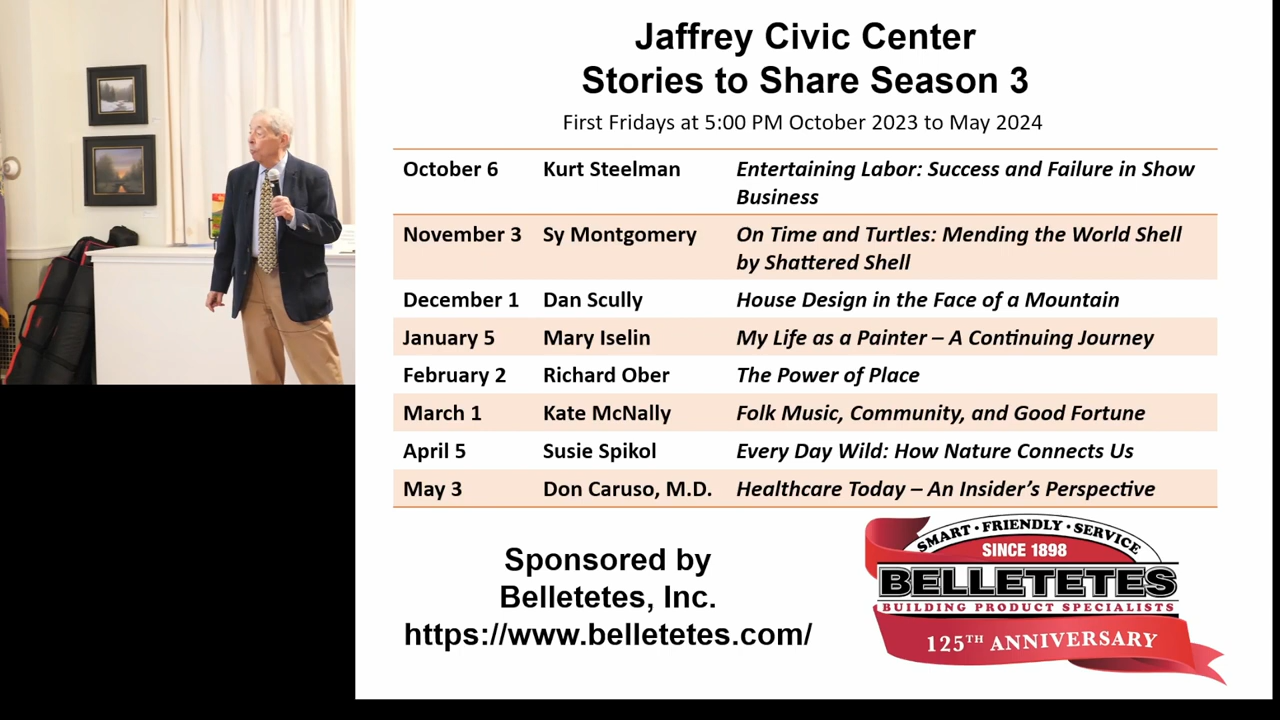 Jaffrey Civic Center
Stories to Share Season 3
First Fridays at 5:00 PM October 2023 to May 2024
October 6 Kurt Steelman Entertaining Labor: Success and Failure in Show
Business
November 3 Sy Montgomery On Time and Turtles: Mending the World Shell
by Shattered Shell
December 1 Dan Scully House Design in the Face of a Mountain
January 5 Mary Iselin My Life as a Painter – A Continuing Journey
February 2 Richard Ober The Power of Place
March 1 Kate McNally Folk Music, Community, and Good Fortune
April 5 Susie Spikol Every Day Wild: How Nature Connects Us
May 3 Don Caruso, M.D. Healthcare Today – An Insider’s Perspective
Sponsored by
Belletetes, Inc.
https://www.belletetes.com/
SMART · FRIENDLY · SERVICE
SINCE 1898
BELLETETES
BUILDING PRODUCT SPECIALISTS
125TH ANNIVERSARY